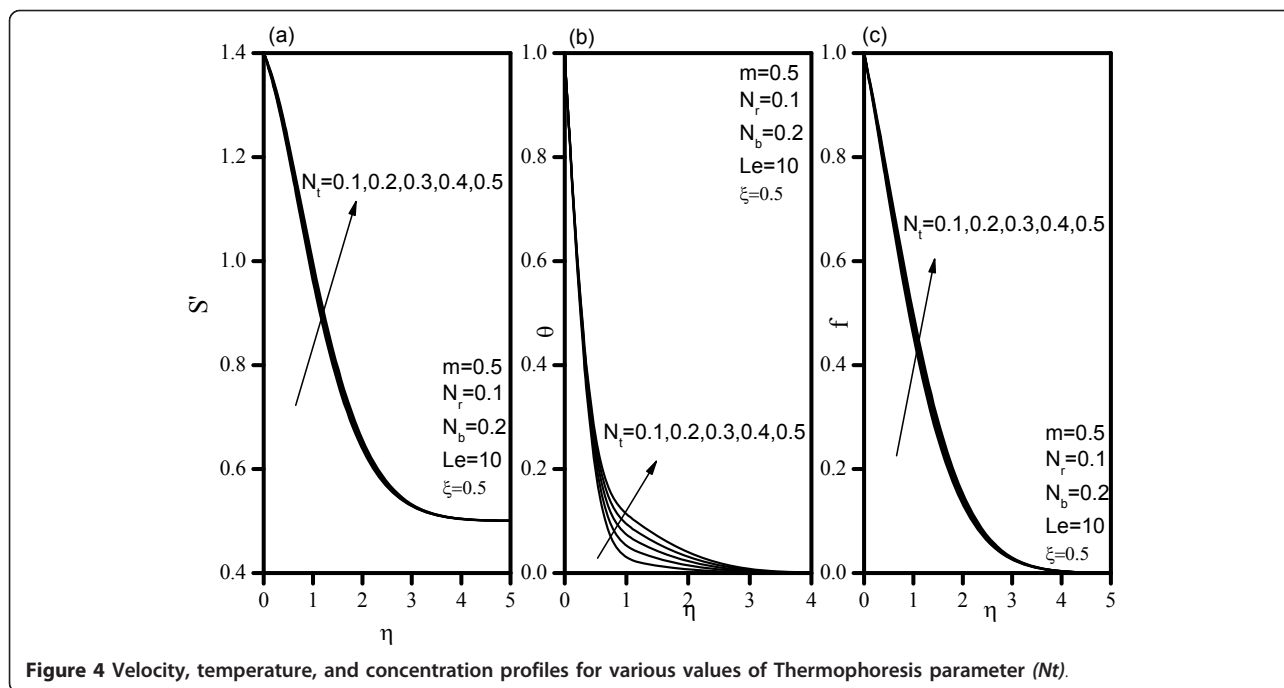 (a)
1.4
1.2
1.0
0.8
0.6
0.4
S'
N_t=0.1,0.2,0.3,0.4,0.5
m=0.5
N_r=0.1
N_b=0.2
Le=10
ξ=0.5
0 1 2 3 4 5
η
(b)
1.0
0.8
0.6
0.4
0.2
0.0
θ
m=0.5
N_r=0.1
N_b=0.2
Le=10
ξ=0.5
N_t=0.1,0.2,0.3,0.4,0.5
0 1 2 3 4
η
(c)
1.0
0.8
0.6
0.4
0.2
0.0
f
N_t=0.1,0.2,0.3,0.4,0.5
m=0.5
N_r=0.1
N_b=0.2
Le=10
ξ=0.5
0 1 2 3 4 5
η
Figure 4 Velocity, temperature, and concentration profiles for various values of Thermophoresis parameter (Nt).